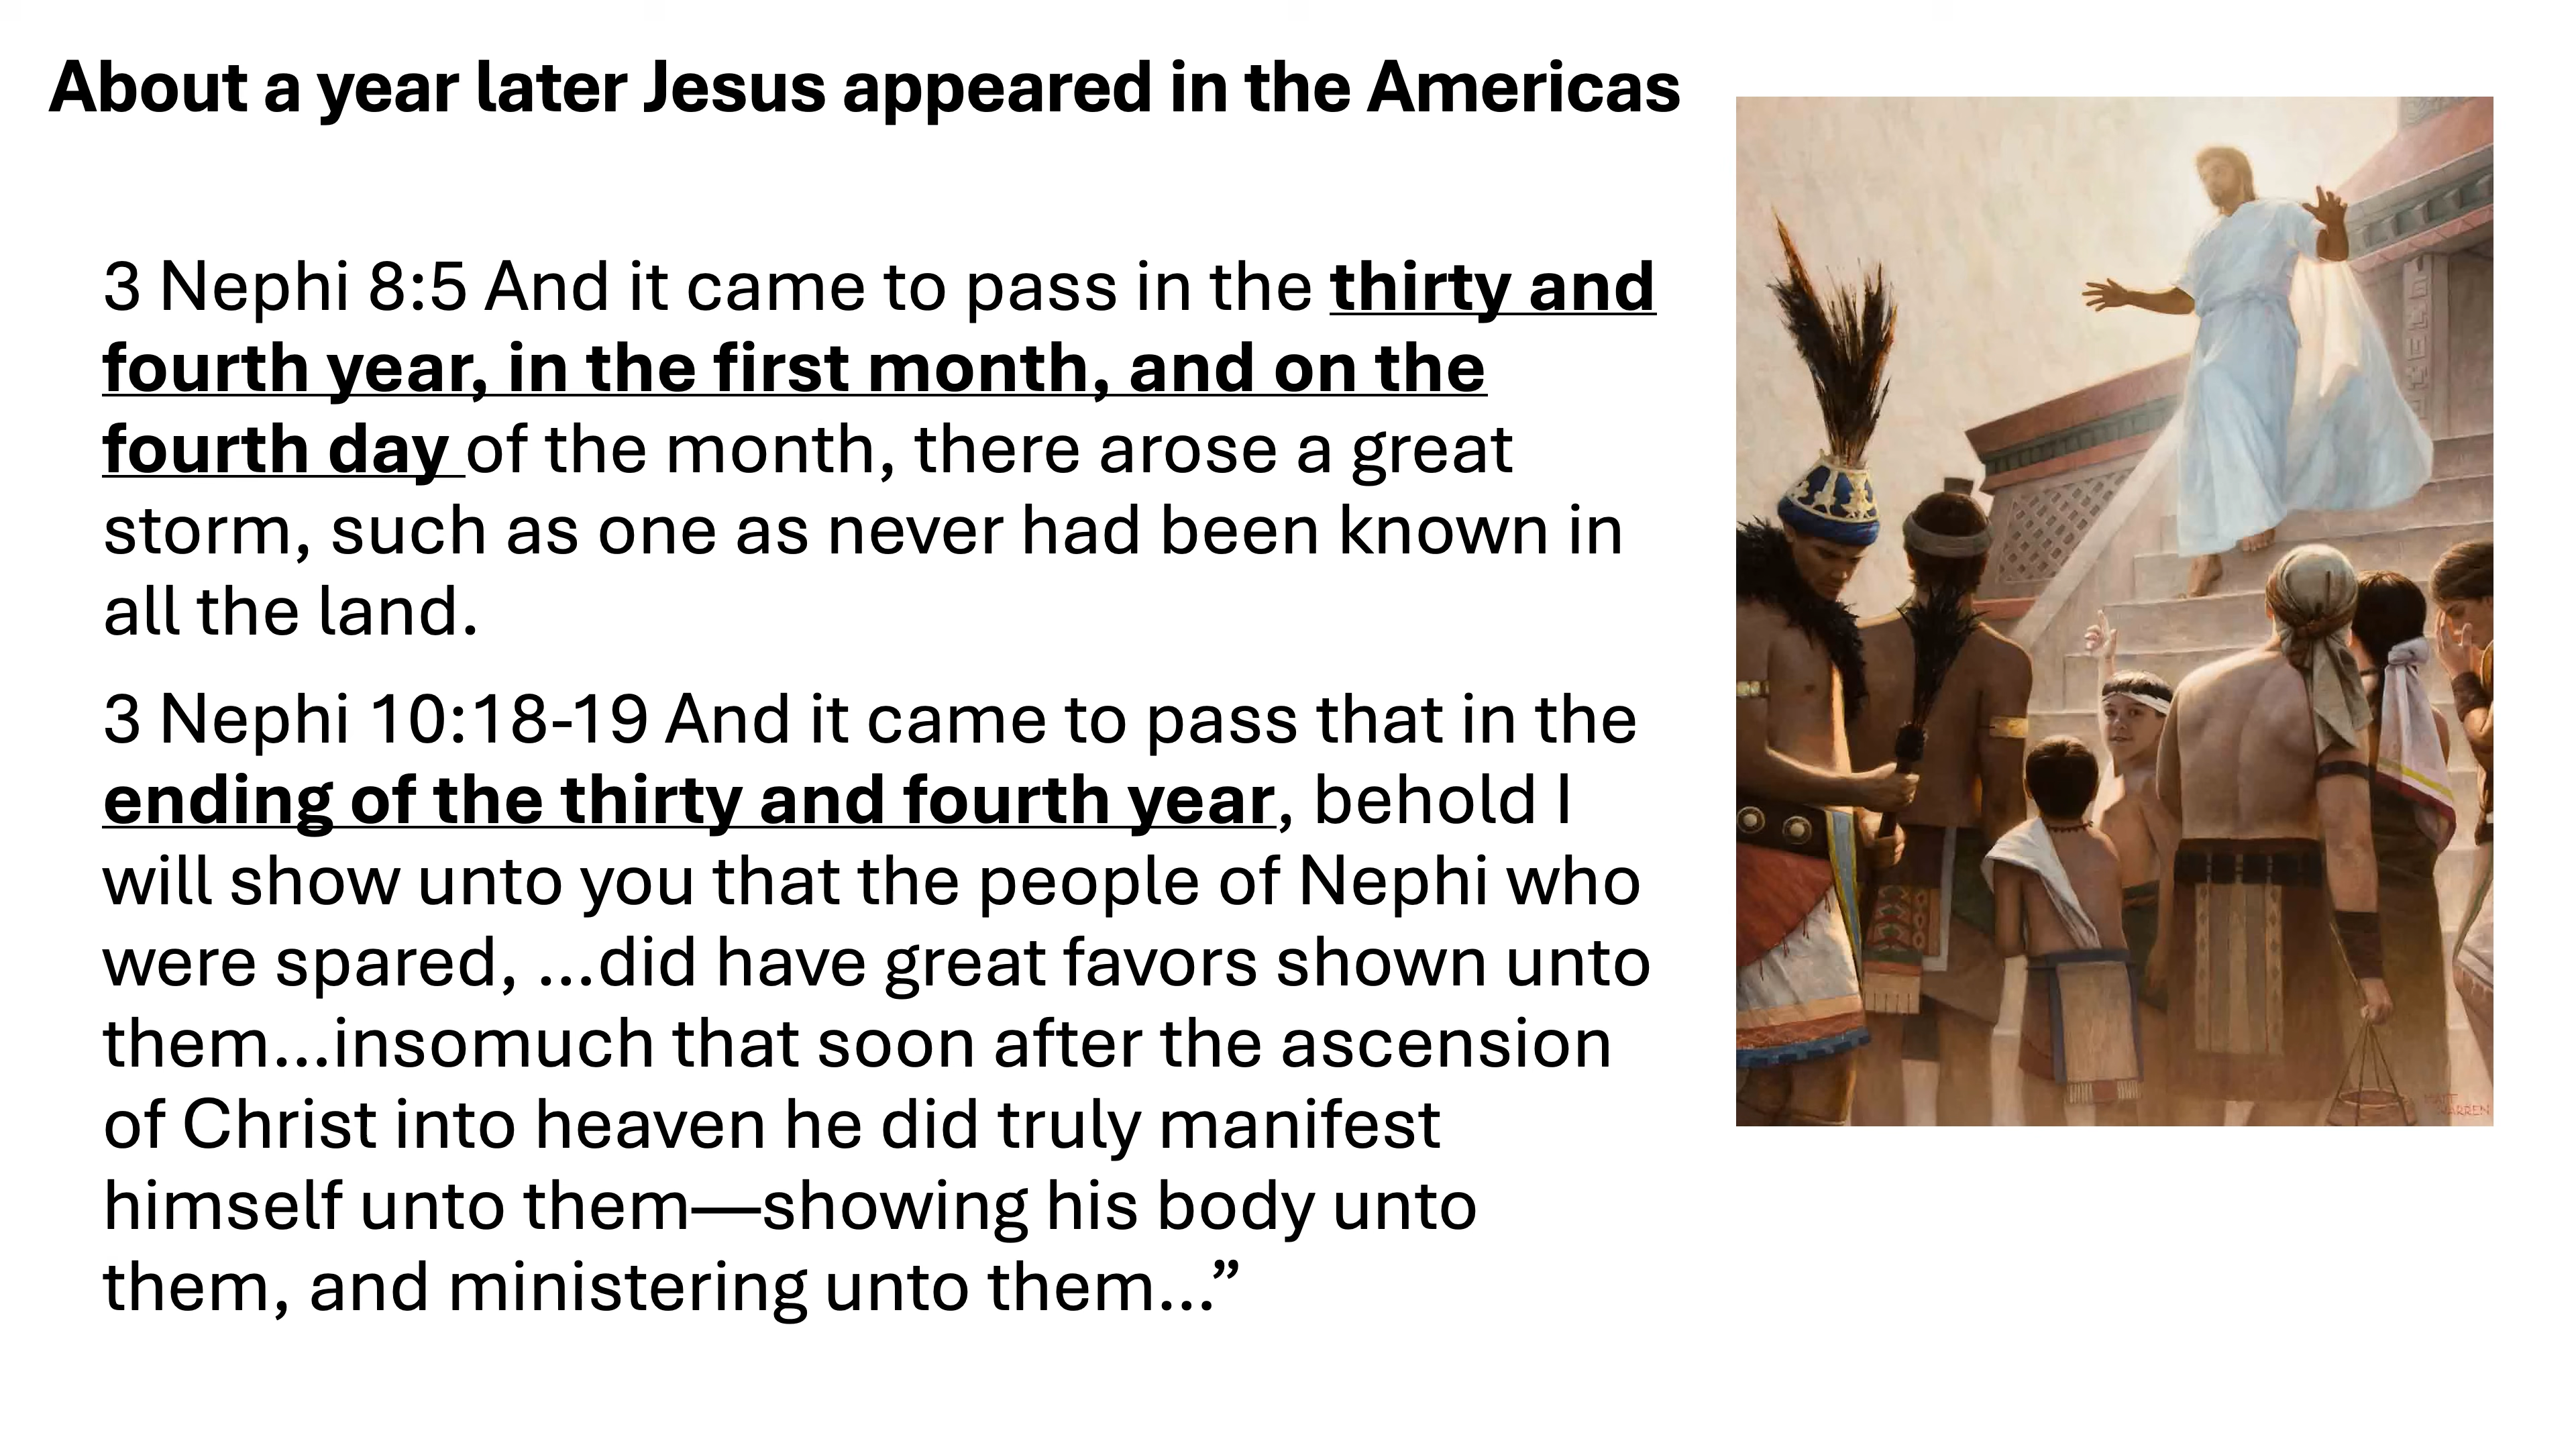 About a year later Jesus appeared in the Americas
3 Nephi 8:5 And it came to pass in the thirty and
fourth year, in the first month, and on the
fourth day of the month, there arose a great
storm, such as one as never had been known in
all the land.
3 Nephi 10:18-19 And it came to pass that in the
ending of the thirty and fourth year, behold I
will show unto you that the people of Nephi who
were spared, …did have great favors shown unto
them…insomuch that soon after the ascension
of Christ into heaven he did truly manifest
himself unto them—showing his body unto
them, and ministering unto them…”
MATT
WARREN